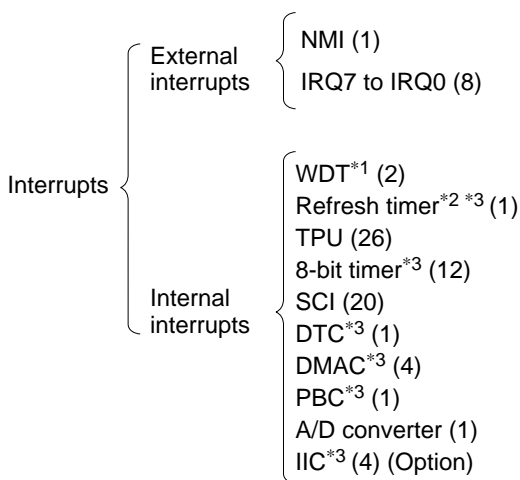 Interrupts
External
interrupts
NMI (1)
IRQ7 to IRQ0 (8)
Internal
interrupts
WDT*1 (2)
Refresh timer*2 *3 (1)
TPU (26)
8-bit timer*3 (12)
SCI (20)
DTC*3 (1)
DMAC*3 (4)
PBC*3 (1)
A/D converter (1)
IIC*3 (4) (Option)